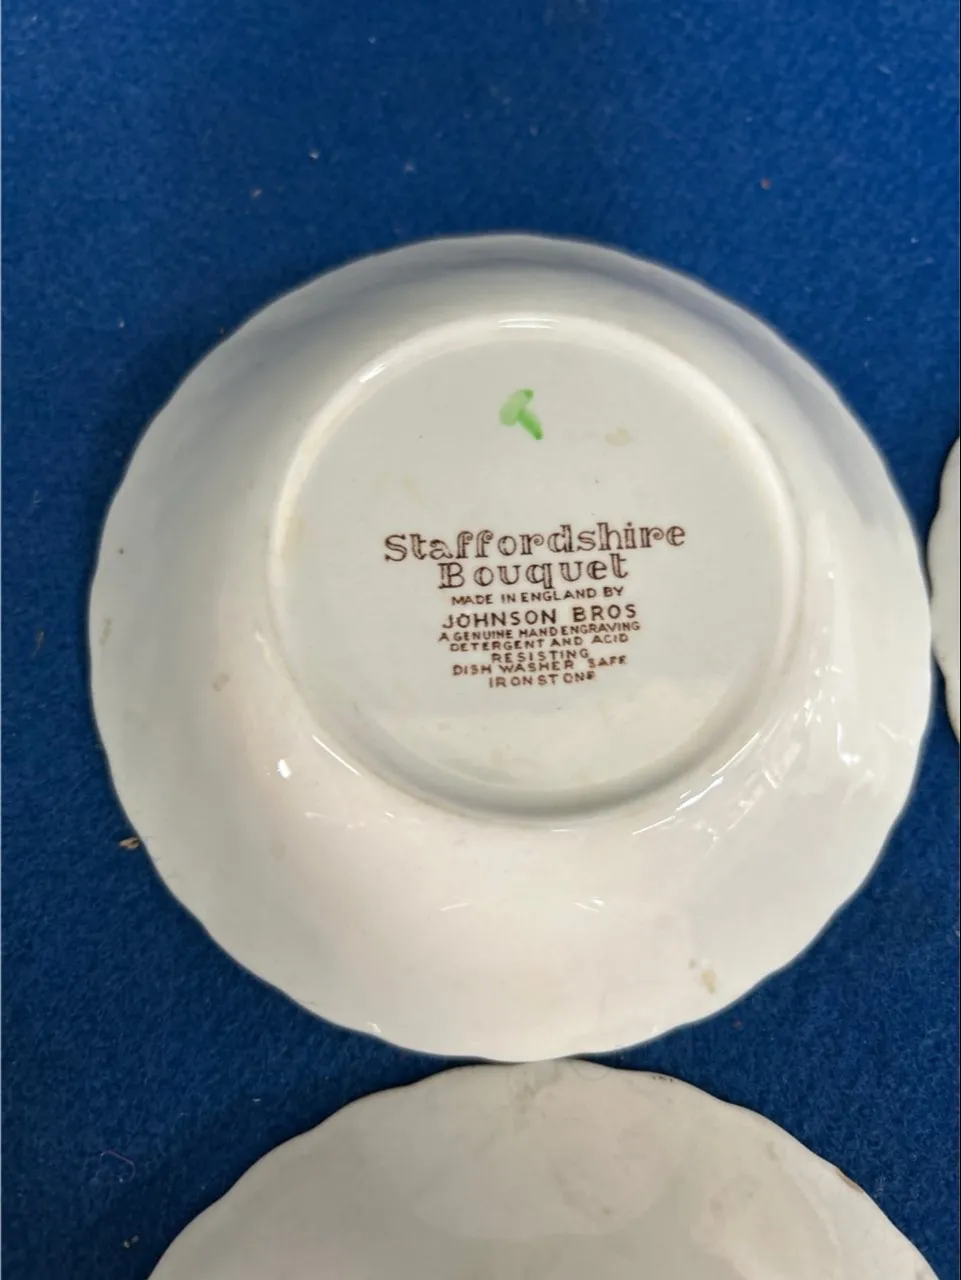 Staffordshire
Bouquet
MADE IN ENGLAND BY
JOHNSON BROS
A GENUINE HAND ENGRAVING
DETERGENT AND ACID
RESISTING
DISH WASHER SAFE
IRONSTONE